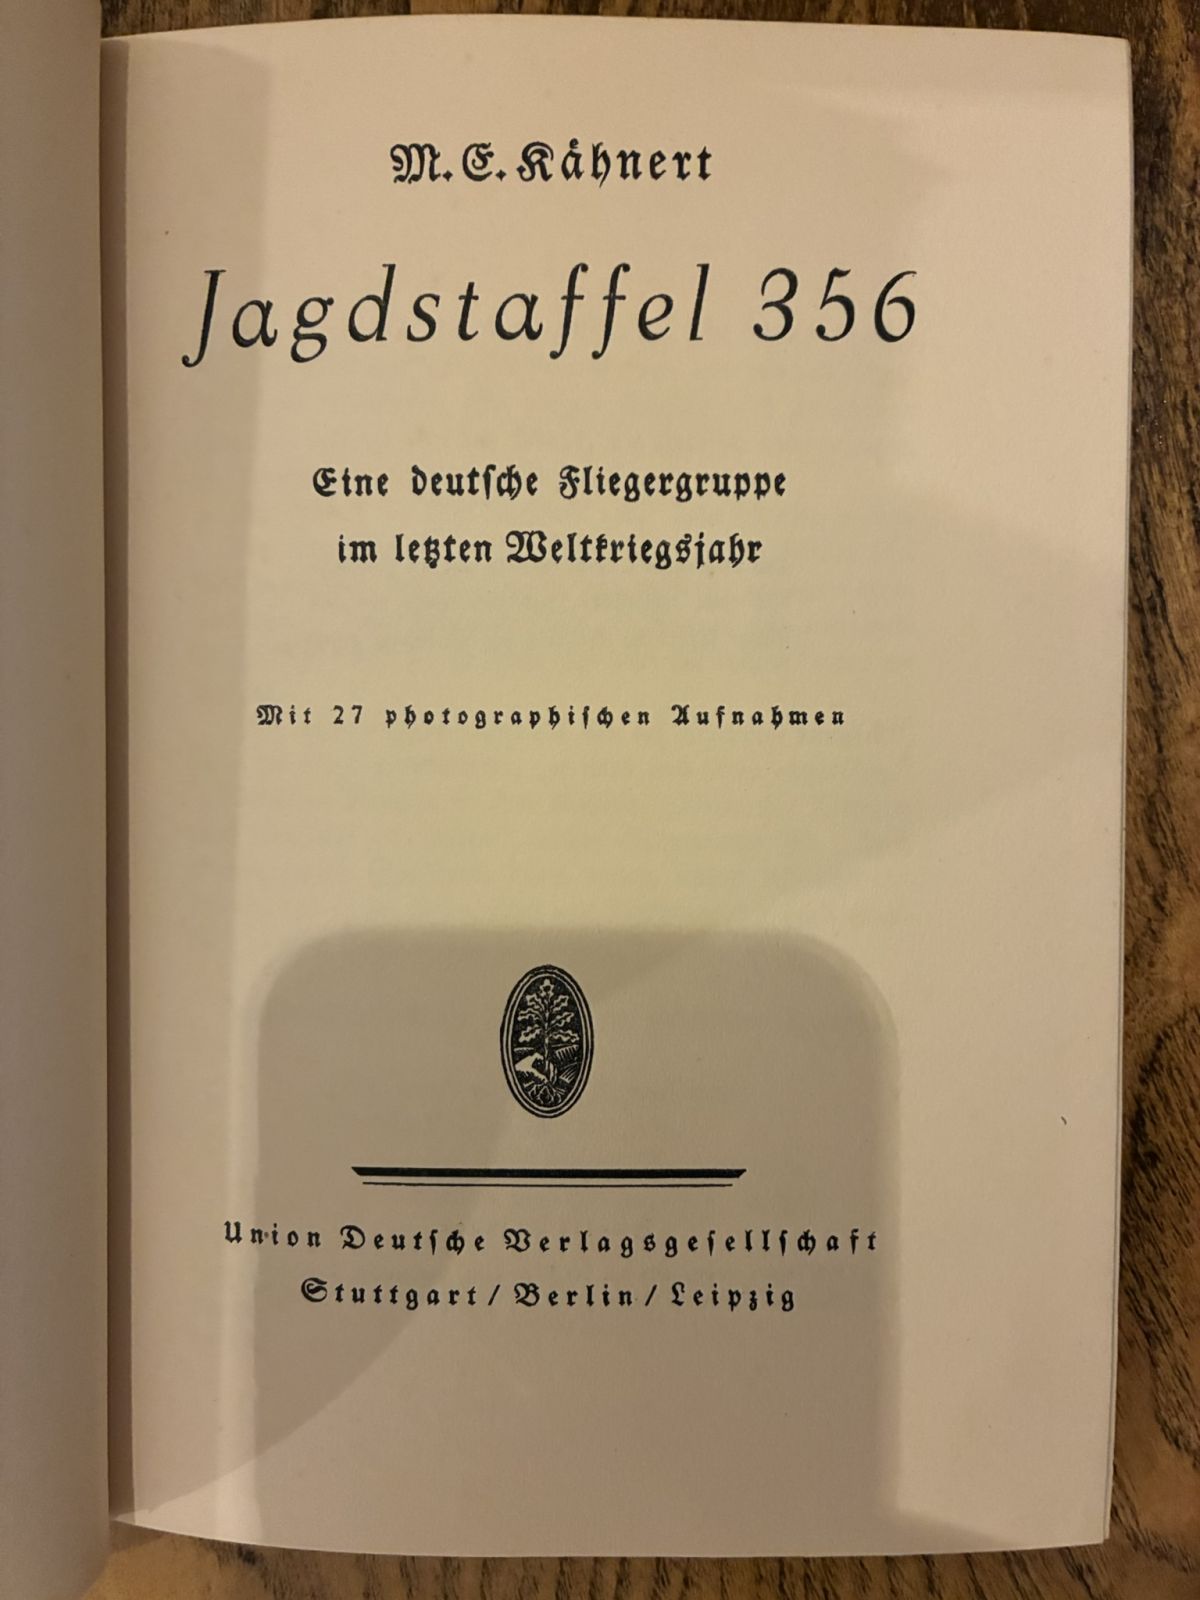 M. E. Kähnert
Jagdstaffel 356
Eine deutſche Fliegergruppe
im letzten Weltkriegsjahr
Mit 27 photographiſchen Aufnahmen
Union Deutſche Verlagsgeſellſchaft
Stuttgart / Berlin / Leipzig